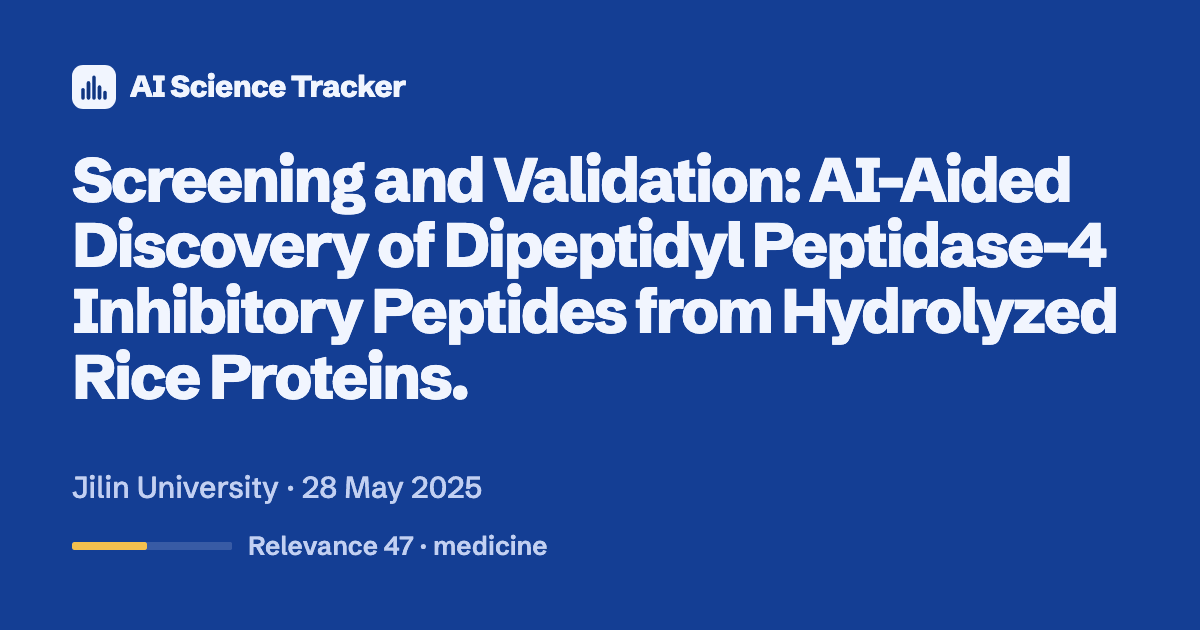 AI Science Tracker
Screening and Validation: AI-Aided
Discovery of Dipeptidyl Peptidase-4
Inhibitory Peptides from Hydrolyzed
Rice Proteins.
Jilin University · 28 May 2025
Relevance 47 · medicine